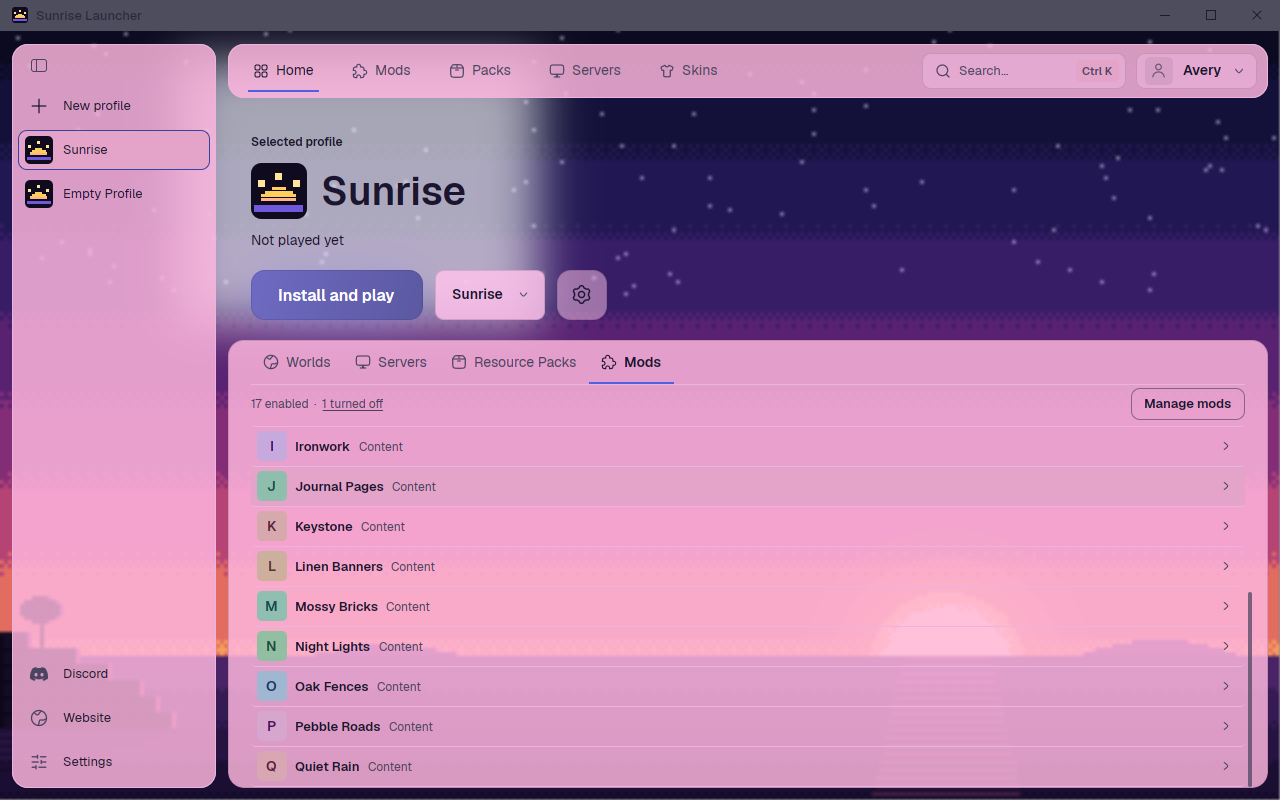 Sunrise Launcher
New profile
Sunrise
Empty Profile
Discord
Website
Settings
Home
Mods
Packs
Servers
Skins
Search...
Ctrl K
Avery
Selected profile
Sunrise
Not played yet
Install and play
Sunrise
Worlds
Servers
Resource Packs
Mods
17 enabled · 1 turned off
Manage mods
I Ironwork Content
J Journal Pages Content
K Keystone Content
L Linen Banners Content
M Mossy Bricks Content
N Night Lights Content
O Oak Fences Content
P Pebble Roads Content
Q Quiet Rain Content